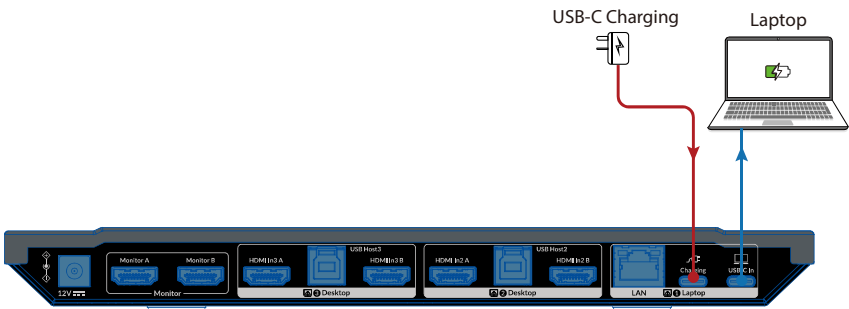 USB-C Charging
Laptop
Monitor A
Monitor B
HDMI In3 A
USB Host3
HDMI In3 B
HDMI In2 A
USB Host2
HDMI In2 B
Charging
USB-C In
12V
Monitor
3 Desktop
2 Desktop
LAN
1 Laptop